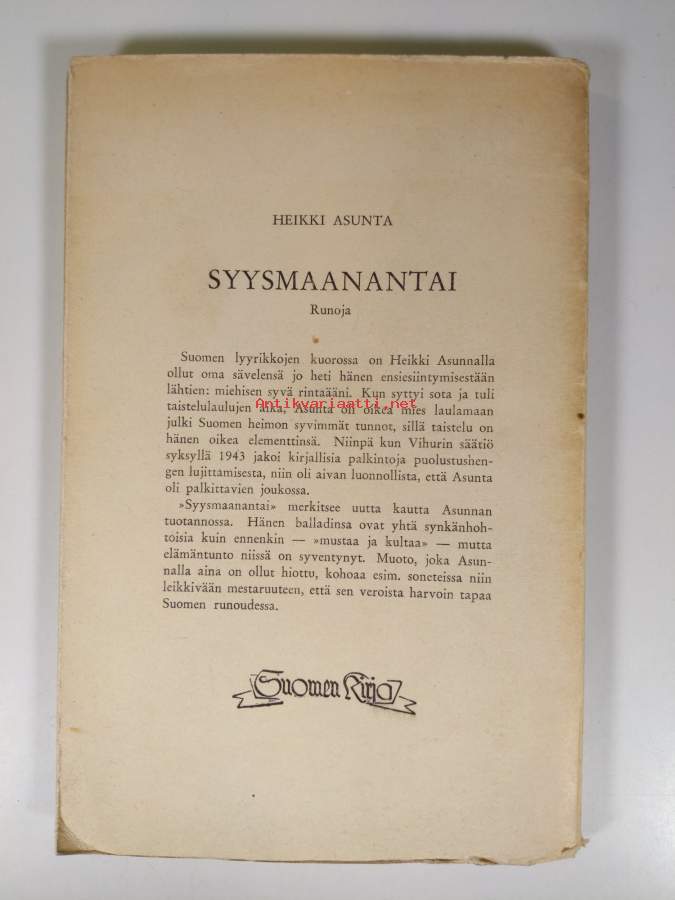 HEIKKI ASUNTA
SYYSMAANANTAI
Runoja
Suomen lyyrikkojen kuorossa on Heikki Asunnalla
ollut oma sävelensä jo heti hänen ensiesiintymisestään
lähtien: miehisen syvä rintaääni. Kun syttyi sota ja tuli
Antikvariaatti.net
taistelulaulujen aika, Asunta oli oikea mies laulamaan
julki Suomen heimon syvimmät tunnot, sillä taistelu on
hänen oikea elementtinsä. Niinpä kun Vihurin säätiö
syksyllä 1943 jakoi kirjallisia palkintoja puolustushen-
gen lujittamisesta, niin oli aivan luonnollista, että Asunta
oli palkittavien joukossa.
»Syysmaanantai» merkitsee uutta kautta Asunnan
tuotannossa. Hänen balladinsa ovat yhtä synkänhoh-
toisia kuin ennenkin — »mustaa ja kultaa» — mutta
elämäntunto niissä on syventynyt. Muoto, joka Asun-
nalla aina on ollut hiottu, kohoaa esim. soneteissa niin
leikkivään mestaruuteen, että sen veroista harvoin tapaa
Suomen runoudessa.
Suomen Kirja